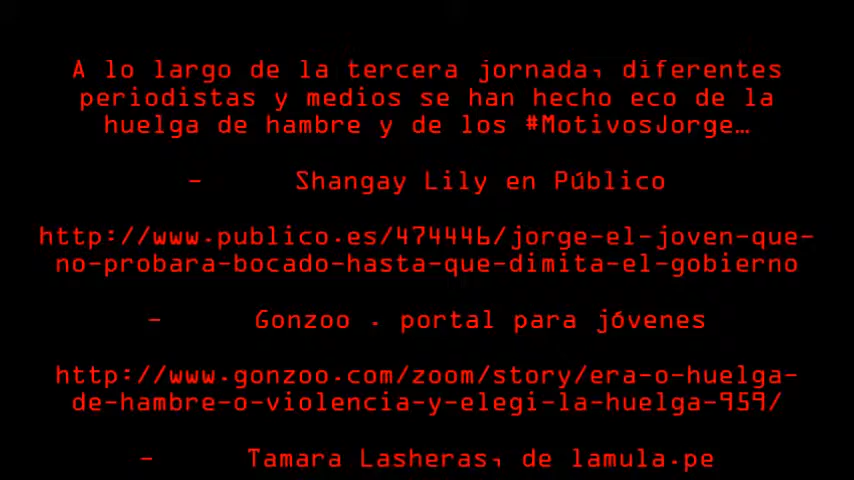 A lo largo de la tercera jornada, diferentes
periodistas y medios se han hecho eco de la
huelga de hambre y de los #MotivosJorge…
- Shangay Lily en Público
http://www.publico.es/474446/jorge-el-joven-que-
no-probara-bocado-hasta-que-dimita-el-gobierno
- Gonzoo . portal para jóvenes
http://www.gonzoo.com/zoom/story/era-o-huelga-
de-hambre-o-violencia-y-elegi-la-huelga-959/
- Tamara Lasheras, de lamula.pe